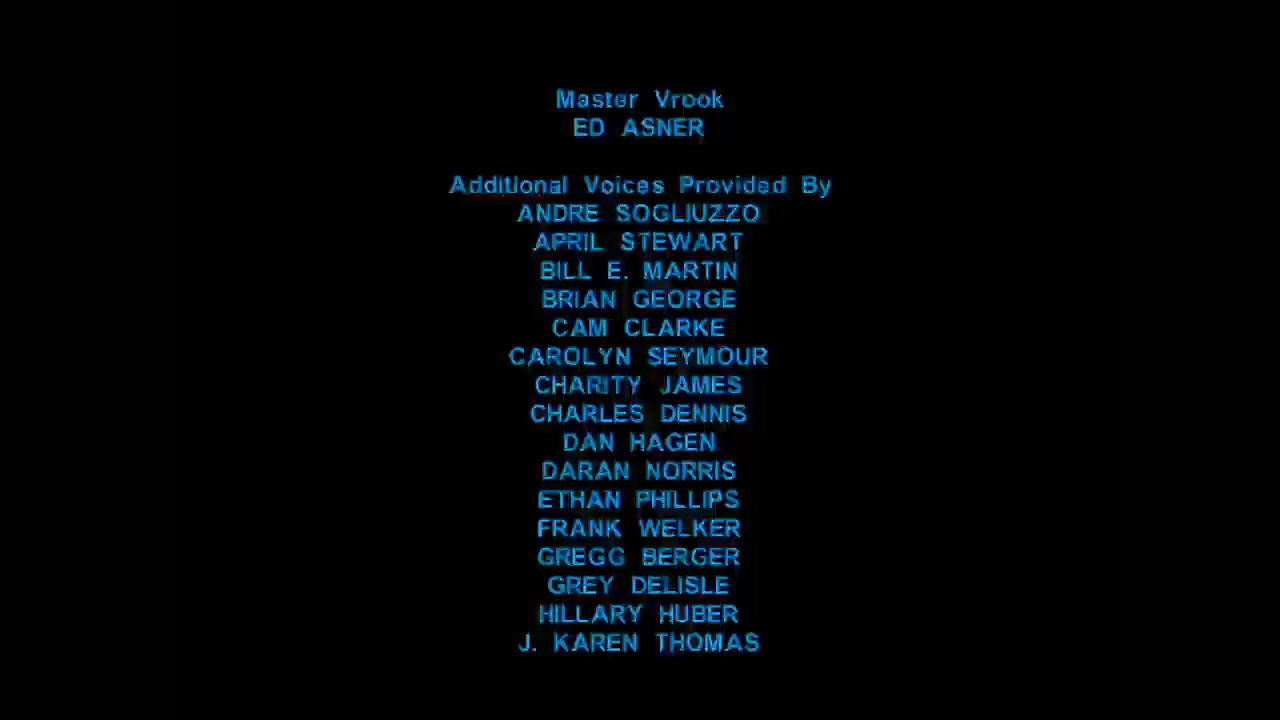 Master Vrook
ED ASNER
Additional Voices Provided By
ANDRE SOGLIUZZO
APRIL STEWART
BILL E. MARTIN
BRIAN GEORGE
CAM CLARKE
CAROLYN SEYMOUR
CHARITY JAMES
CHARLES DENNIS
DAN HAGEN
DARAN NORRIS
ETHAN PHILLIPS
FRANK WELKER
GREGG BERGER
GREY DELISLE
HILLARY HUBER
J. KAREN THOMAS